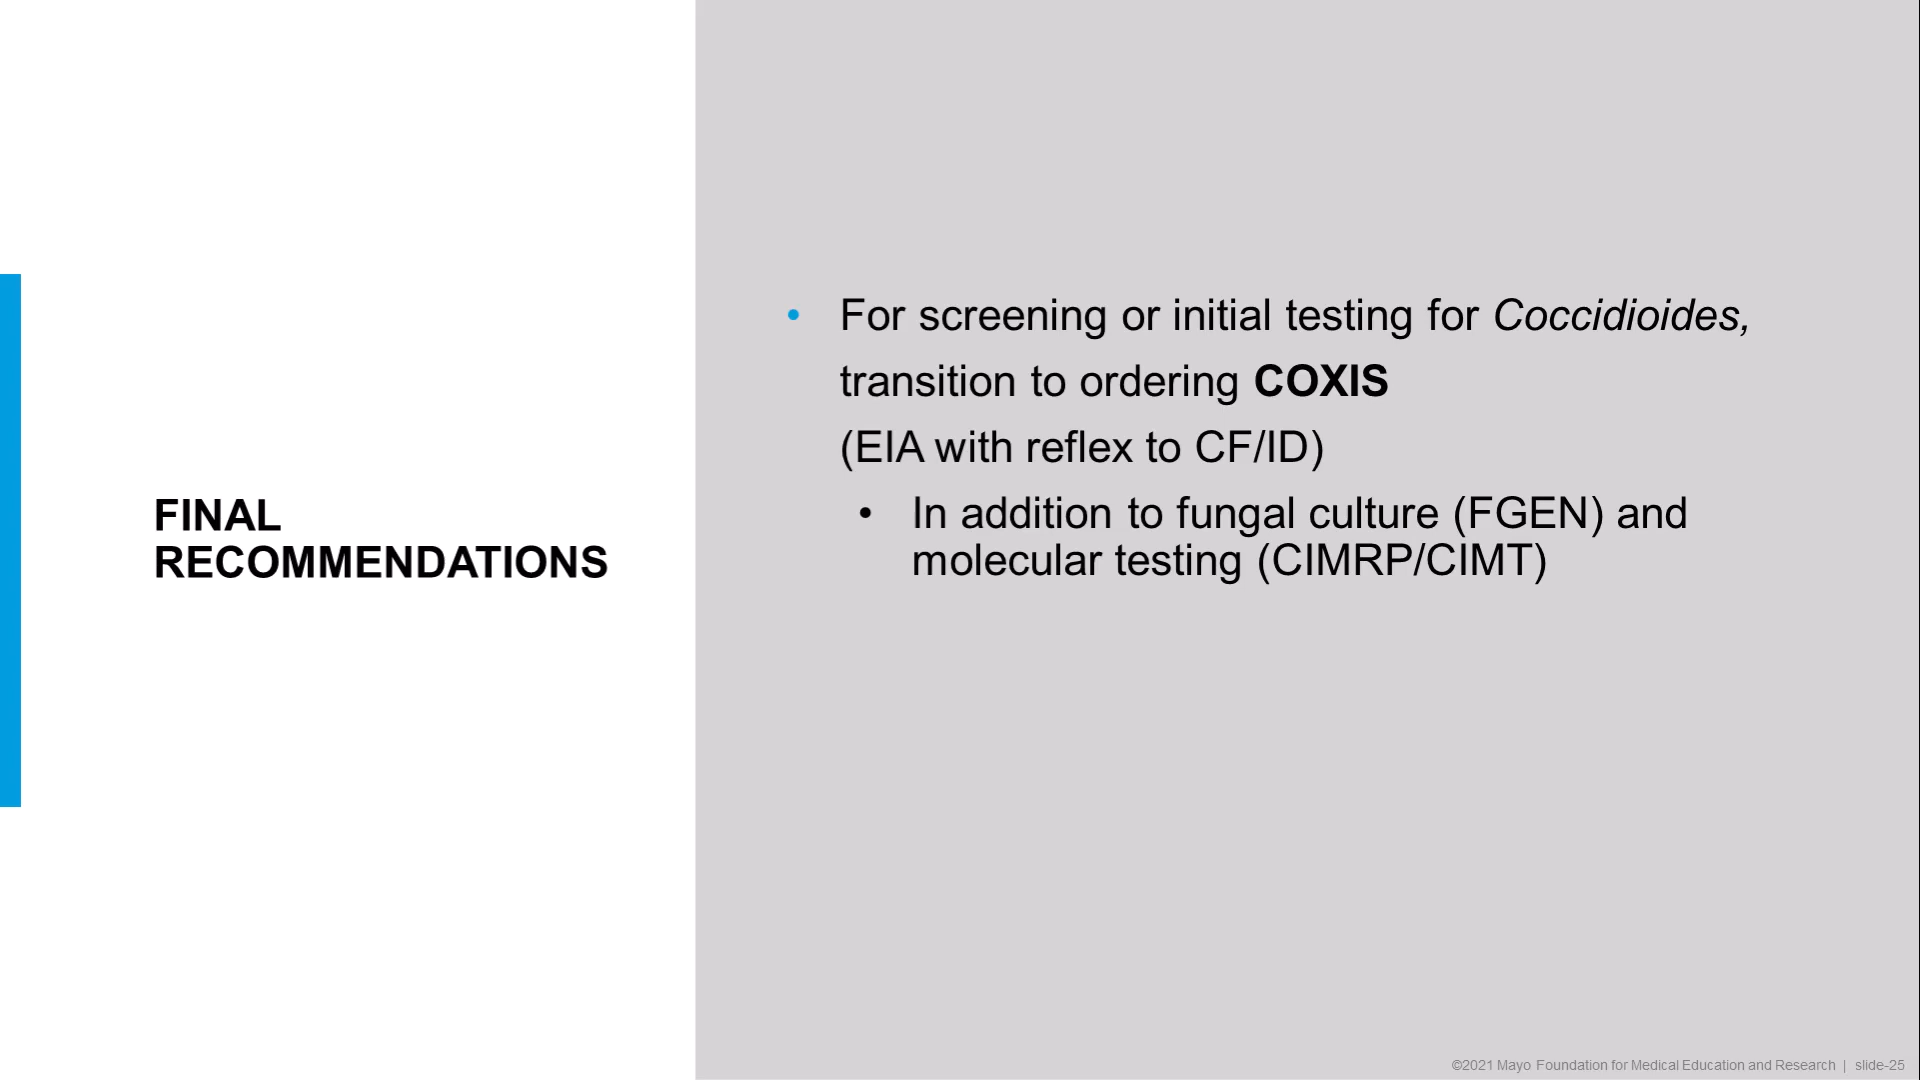 FINAL
RECOMMENDATIONS
• For screening or initial testing for Coccidioides,
transition to ordering COXIS
(EIA with reflex to CF/ID)
• In addition to fungal culture (FGEN) and
molecular testing (CIMRP/CIMT)
©2021 Mayo Foundation for Medical Education and Research | slide-25